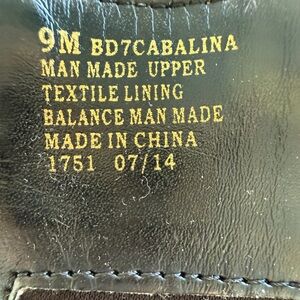 9M BD7CABALINA
MAN MADE UPPER
TEXTILE LINING
BALANCE MAN MADE
MADE IN CHINA
1751 07/14